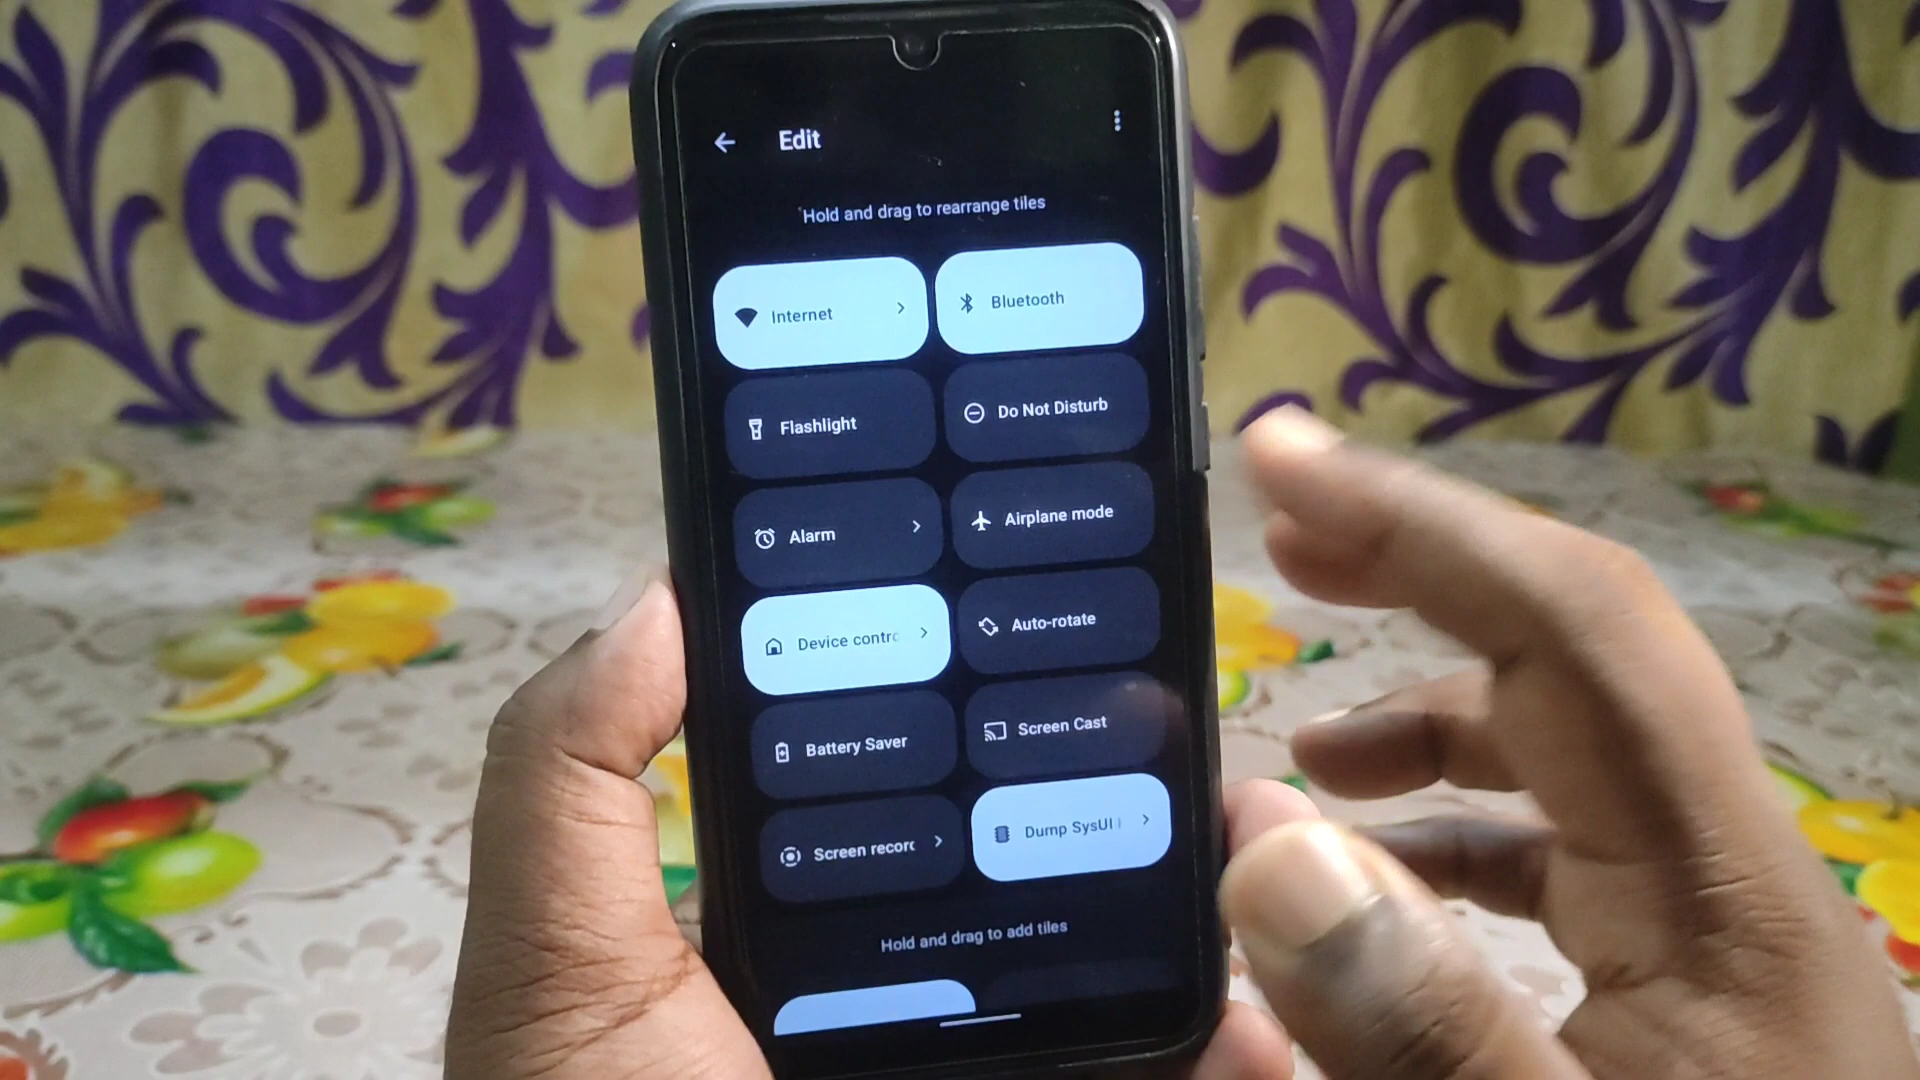 Edit
Hold and drag to rearrange tiles
Internet
Bluetooth
Flashlight
Do Not Disturb
Alarm
Airplane mode
Device contro
Auto-rotate
Battery Saver
Screen Cast
Screen record
Dump SysUI
Hold and drag to add tiles